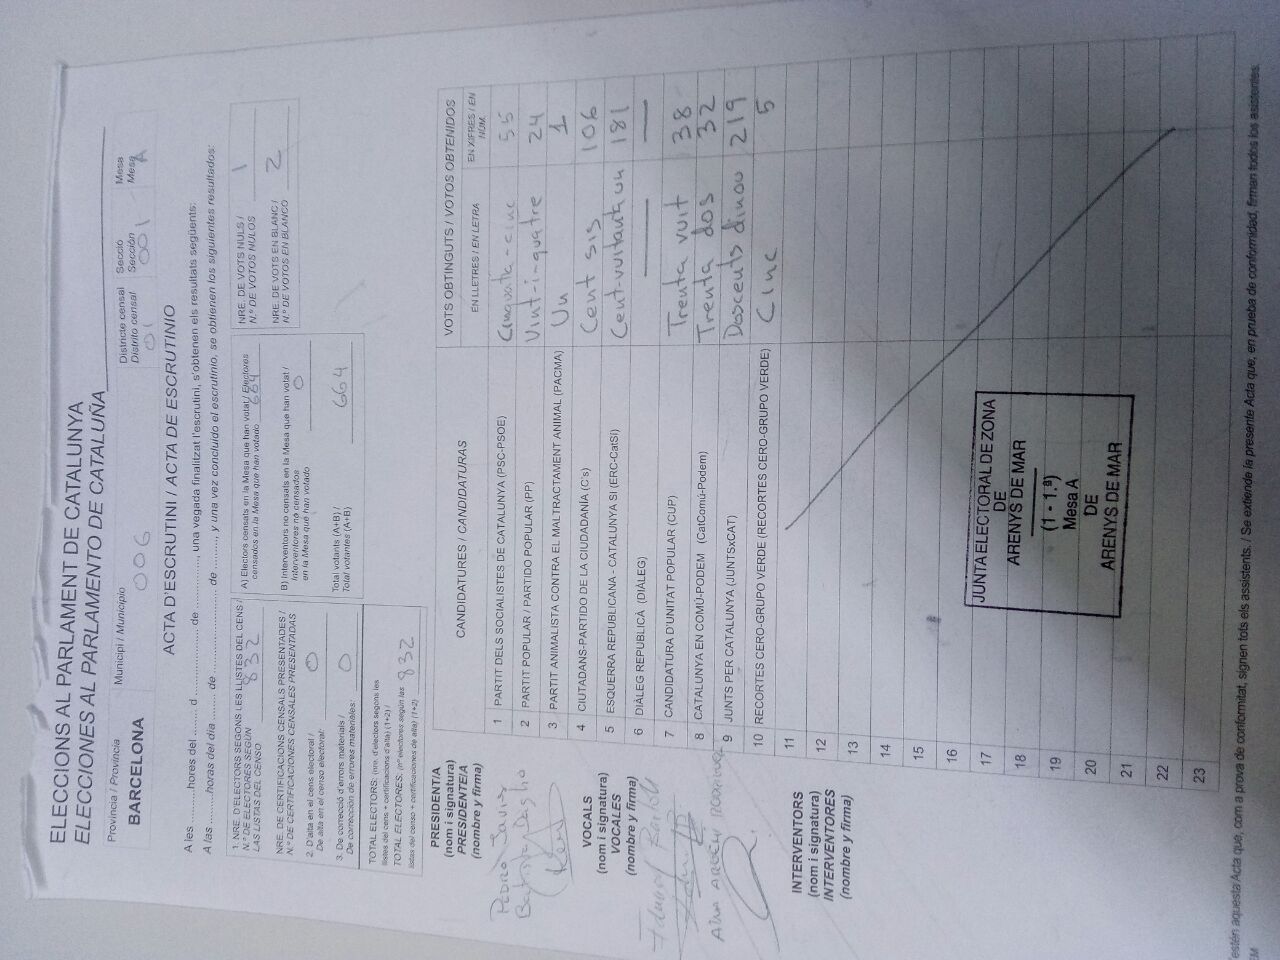 ELECCIONS AL PARLAMENT DE CATALUNYA
ELECCIONES AL PARLAMENTO DE CATALUÑA
Província / Provincia
BARCELONA
Municipi / Municipio
006
Districte censal
Distrito censal
01
Secció
Sección
001
Mesa
Mesa
A
ACTA D'ESCRUTINI / ACTA DE ESCRUTINIO
A les ..........hores del ......... d ......................... de ............., una vegada finalitzat l'escrutini, s'obtenen els resultats següents:
A las ..........horas del día ......... de......................... de ........., y una vez concluido el escrutinio, se obtienen los siguientes resultados:
1. NRE. D'ELECTORS SEGONS LES LLISTES DEL CENS /
N.º DE ELECTORES SEGÚN
LAS LISTAS DEL CENSO
832
NRE. DE CERTIFICACIONS CENSALS PRESENTADES /
N.º DE CERTIFICACIONES CENSALES PRESENTADAS
2. D'alta en el cens electoral /
De alta en el censo electoral:
0
3. De correcció d'errors materials /
De corrección de errores materiales:
0
TOTAL ELECTORS: (nre. d'electors segons les
llistes del cens + certificacions d'alta) (1+2) /
TOTAL ELECTORES: (nº electores según las
listas del censo + certificaciones de alta) (1+2)
832
A) Electors censats en la Mesa que han votat / Electores
censados en la Mesa que han votado
664
B) Interventors no censats en la Mesa que han votat /
Interventores no censados
en la Mesa que han votado
0
Total votants (A+B) /
Total votantes (A+B)
664
NRE. DE VOTS NULS /
N.º DE VOTOS NULOS
1
NRE. DE VOTS EN BLANC /
N.º DE VOTOS EN BLANCO
2
PRESIDENT/A
(nom i signatura)
PRESIDENTE/A
(nombre y firma)
Pedro Javier
VOCALS
(nom i signatura)
VOCALES
(nombre y firma)
INTERVENTORS
(nom i signatura)
INTERVENTORES
(nombre y firma)
CANDIDATURES / CANDIDATURAS
VOTS OBTINGUTS / VOTOS OBTENIDOS
EN LLETRES / EN LETRA
EN XIFRES / EN NÚM.
1 PARTIT DELS SOCIALISTES DE CATALUNYA (PSC-PSOE) Cinquanta-cinc 55
2 PARTIT POPULAR / PARTIDO POPULAR (PP) Vint-i-quatre 24
3 PARTIT ANIMALISTA CONTRA EL MALTRACTAMENT ANIMAL (PACMA) Un 1
4 CIUTADANS-PARTIDO DE LA CIUDADANÍA (C's) Cent sis 106
5 ESQUERRA REPUBLICANA - CATALUNYA SÍ (ERC-CatSí) Cent-vuitanta un 181
6 DIÀLEG REPUBLICÀ (DIÀLEG) — —
7 CANDIDATURA D'UNITAT POPULAR (CUP) Trenta vuit 38
8 CATALUNYA EN COMÚ-PODEM (CatComú-Podem) Trenta dos 32
9 JUNTS PER CATALUNYA (JUNTSxCAT) Doscents dinou 219
10 RECORTES CERO-GRUPO VERDE (RECORTES CERO-GRUPO VERDE) Cinc 5
11
12
13
14
15
16
17
18
19
20
21
22
23
JUNTA ELECTORAL DE ZONA
DE
ARENYS DE MAR
(1 - 1.ª)
Mesa A
DE
ARENYS DE MAR
estén aquesta Acta que, com a prova de conformitat, signen tots els assistents. / Se extiende la presente Acta que, en prueba de conformidad, firman todos los asistentes.